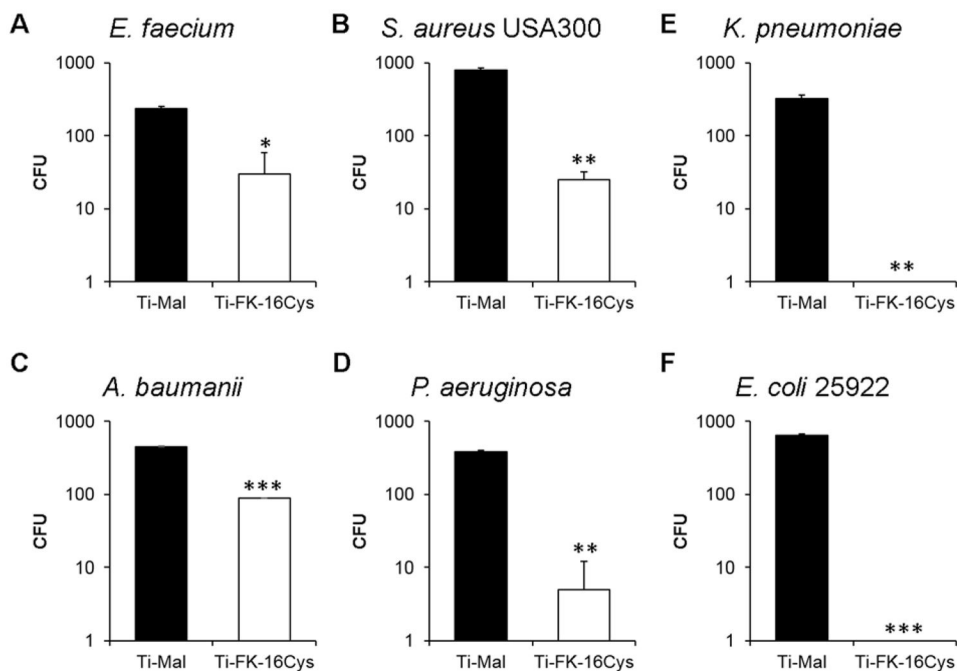 A E. faecium
1000
100
10
1
CFU
*
Ti-Mal Ti-FK-16Cys
B S. aureus USA300
1000
100
10
1
CFU
**
Ti-Mal Ti-FK-16Cys
E K. pneumoniae
1000
100
10
1
CFU
**
Ti-Mal Ti-FK-16Cys
C A. baumanii
1000
100
10
1
CFU
***
Ti-Mal Ti-FK-16Cys
D P. aeruginosa
1000
100
10
1
CFU
**
Ti-Mal Ti-FK-16Cys
F E. coli 25922
1000
100
10
1
CFU
***
Ti-Mal Ti-FK-16Cys